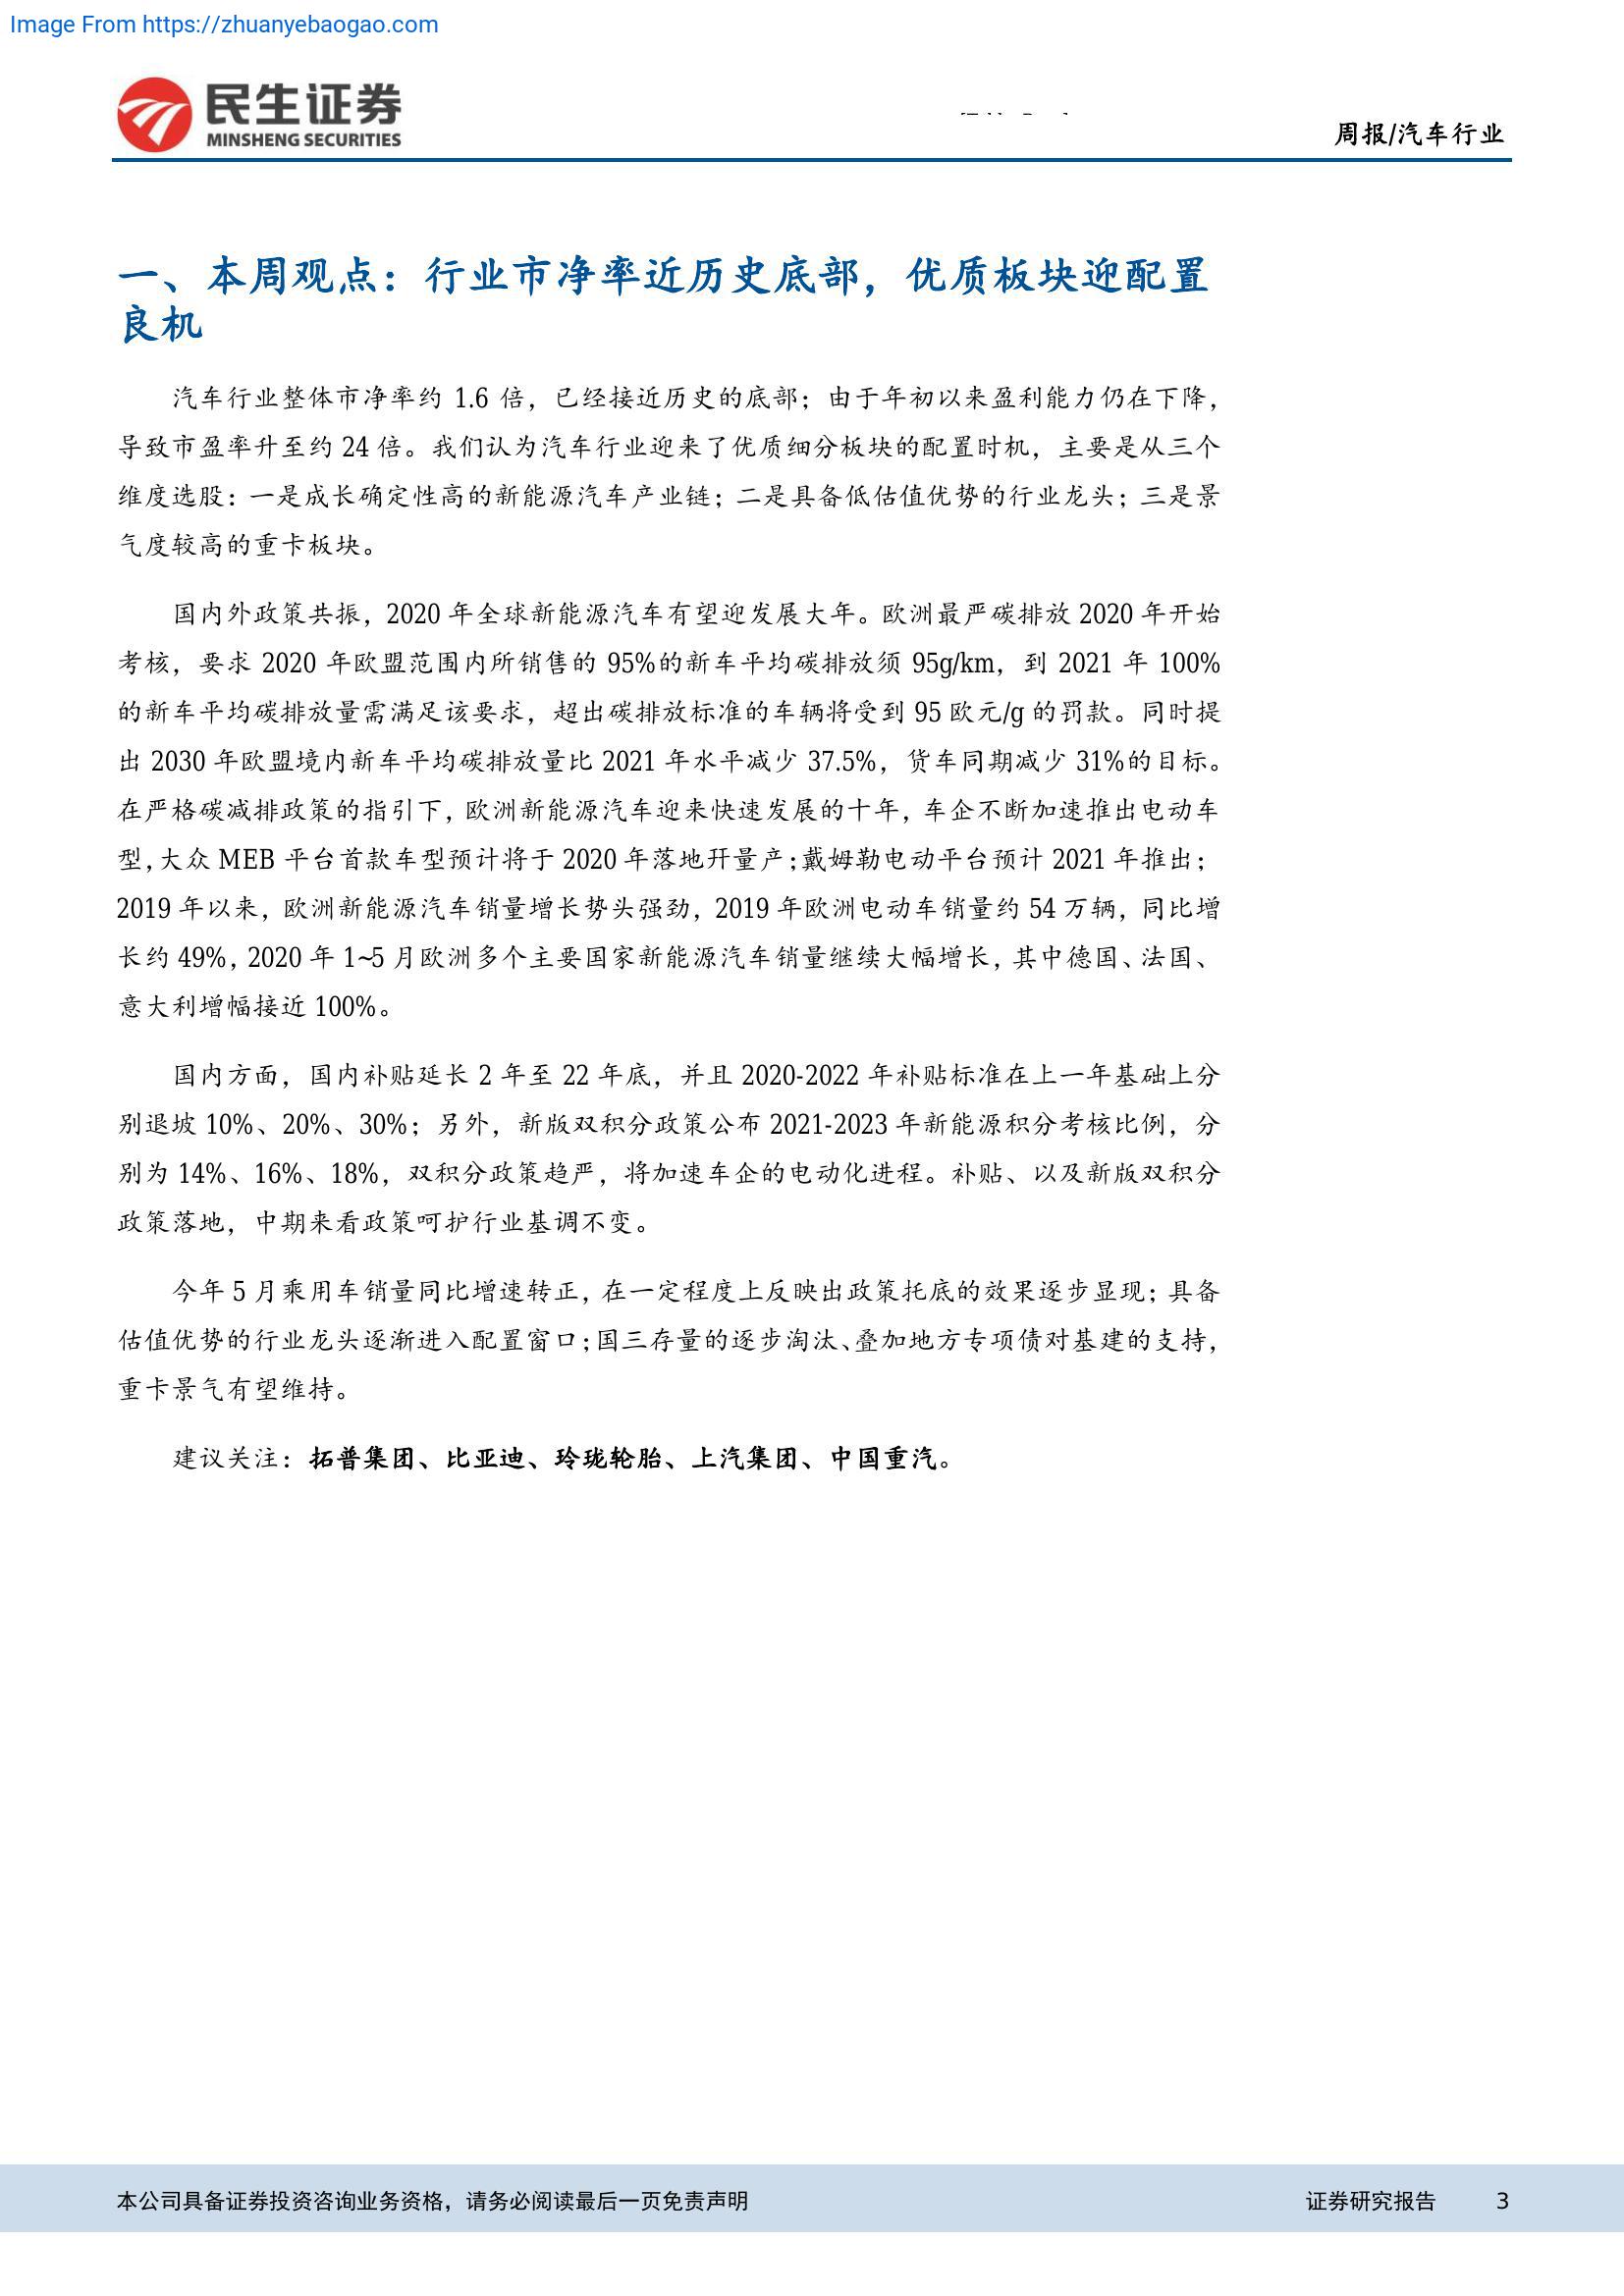 Image From https://zhuanyebaogao.com
民生证券
MINSHENG SECURITIES
周报/汽车行业
一、本周观点：行业市净率近历史底部，优质板块迎配置
良机
汽车行业整体市净率约 1.6 倍，已经接近历史的底部；由于年初以来盈利能力仍在下降，
导致市盈率升至约 24 倍。我们认为汽车行业迎来了优质细分板块的配置时机，主要是从三个
维度选股：一是成长确定性高的新能源汽车产业链；二是具备低估值优势的行业龙头；三是景
气度较高的重卡板块。
国内外政策共振，2020 年全球新能源汽车有望迎发展大年。欧洲最严碳排放 2020 年开始
考核，要求 2020 年欧盟范围内所销售的 95%的新车平均碳排放须 95g/km，到 2021 年 100%
的新车平均碳排放量需满足该要求，超出碳排放标准的车辆将受到 95 欧元/g 的罚款。同时提
出 2030 年欧盟境内新车平均碳排放量比 2021 年水平减少 37.5%，货车同期减少 31%的目标。
在严格碳减排政策的指引下，欧洲新能源汽车迎来快速发展的十年，车企不断加速推出电动车
型，大众 MEB 平台首款车型预计将于 2020 年落地幵量产；戴姆勒电动平台预计 2021 年推出；
2019 年以来，欧洲新能源汽车销量增长势头强劲，2019 年欧洲电动车销量约 54 万辆，同比增
长约 49%，2020 年 1~5 月欧洲多个主要国家新能源汽车销量继续大幅增长，其中德国、法国、
意大利增幅接近 100%。
国内方面，国内补贴延长 2 年至 22 年底，并且 2020-2022 年补贴标准在上一年基础上分
别退坡 10%、20%、30%；另外，新版双积分政策公布 2021-2023 年新能源积分考核比例，分
别为 14%、16%、18%，双积分政策趋严，将加速车企的电动化进程。补贴、以及新版双积分
政策落地，中期来看政策呵护行业基调不变。
今年 5 月乘用车销量同比增速转正，在一定程度上反映出政策托底的效果逐步显现；具备
估值优势的行业龙头逐渐进入配置窗口；国三存量的逐步淘汰、叠加地方专项债对基建的支持，
重卡景气有望维持。
建议关注：拓普集团、比亚迪、玲珑轮胎、上汽集团、中国重汽。
本公司具备证券投资咨询业务资格，请务必阅读最后一页免责声明
证券研究报告 3